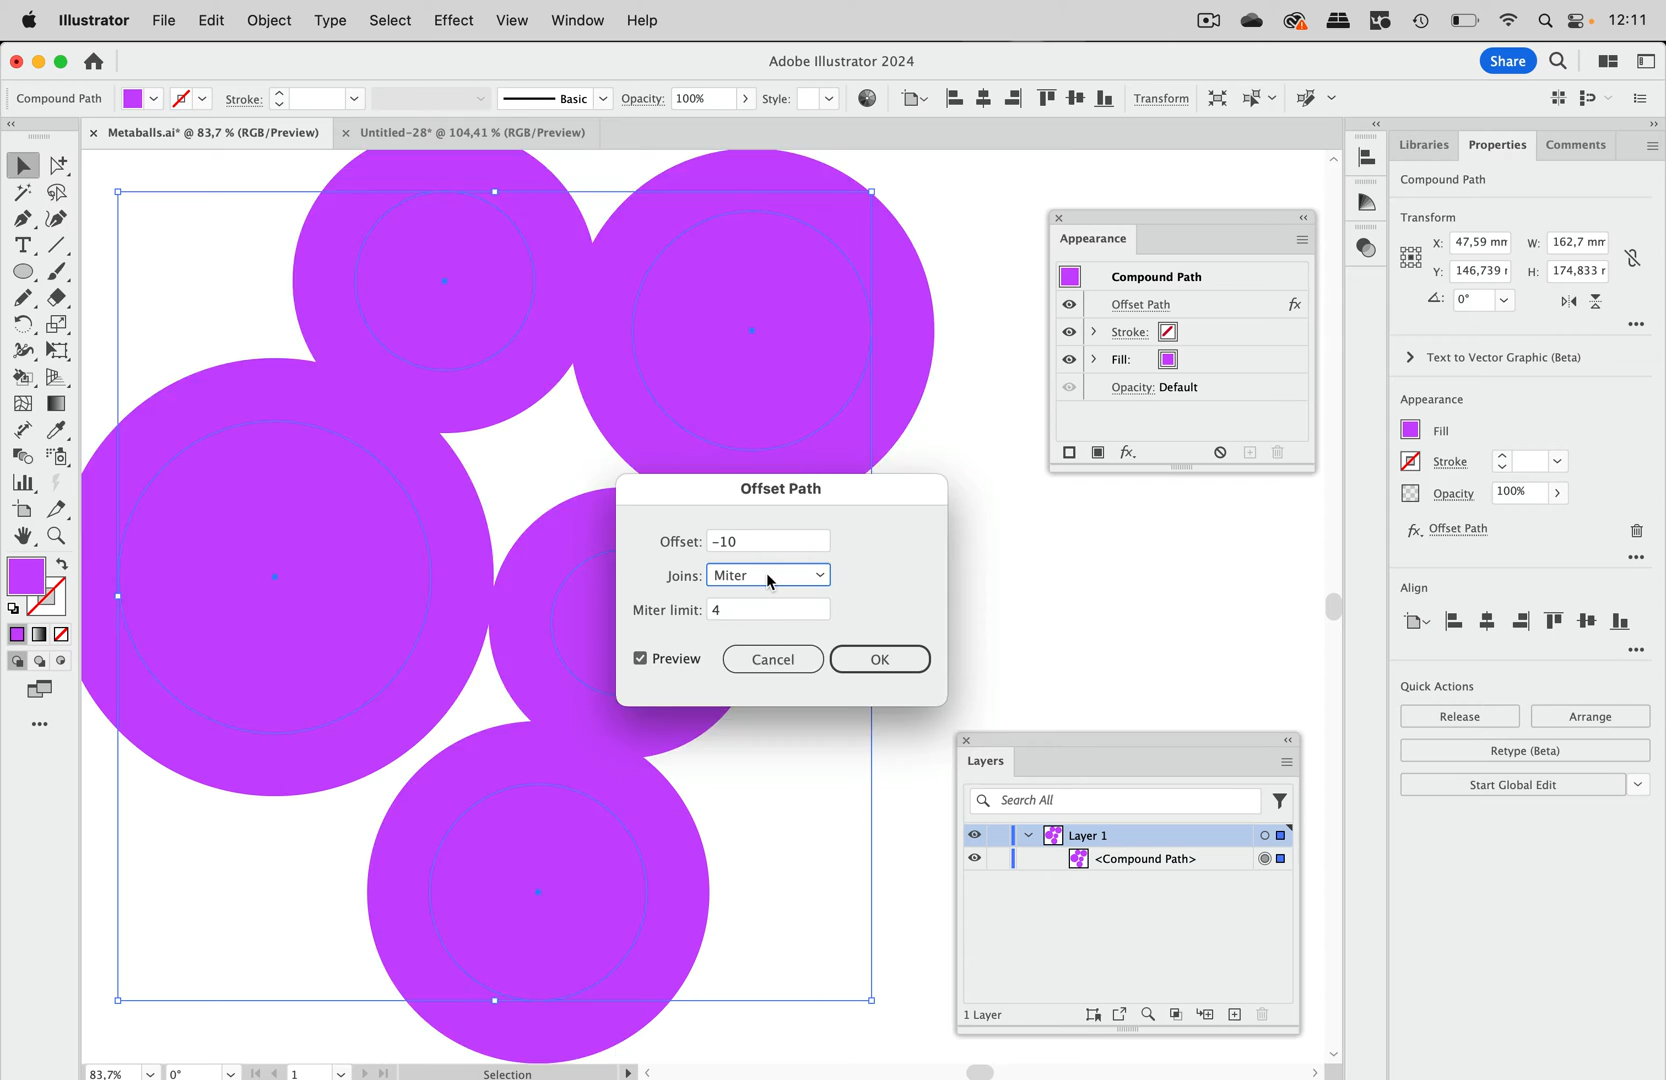 Illustrator File Edit Object Type Select Effect View Window Help 12:11
Adobe Illustrator 2024 Share
Compound Path Stroke: Basic Opacity: 100% Style: Transform
× Metaballs.ai* @ 83,7 % (RGB/Preview) × Untitled-28* @ 104,41 % (RGB/Preview)
Libraries Properties Comments
Compound Path
Transform
X: 47,59 mm W: 162,7 mm
Y: 146,739 r H: 174,833 r
0°
Text to Vector Graphic (Beta)
Appearance
Fill
Stroke
Opacity 100%
fx Offset Path
Align
Quick Actions
Release Arrange
Retype (Beta)
Start Global Edit
Appearance
Compound Path
Offset Path fx
Stroke:
Fill:
Opacity: Default
fx
Offset Path
Offset: -10
Joins: Miter
Miter limit: 4
Preview Cancel OK
Layers
Search All
Layer 1
<Compound Path>
1 Layer
83,7% 0° 1 Selection